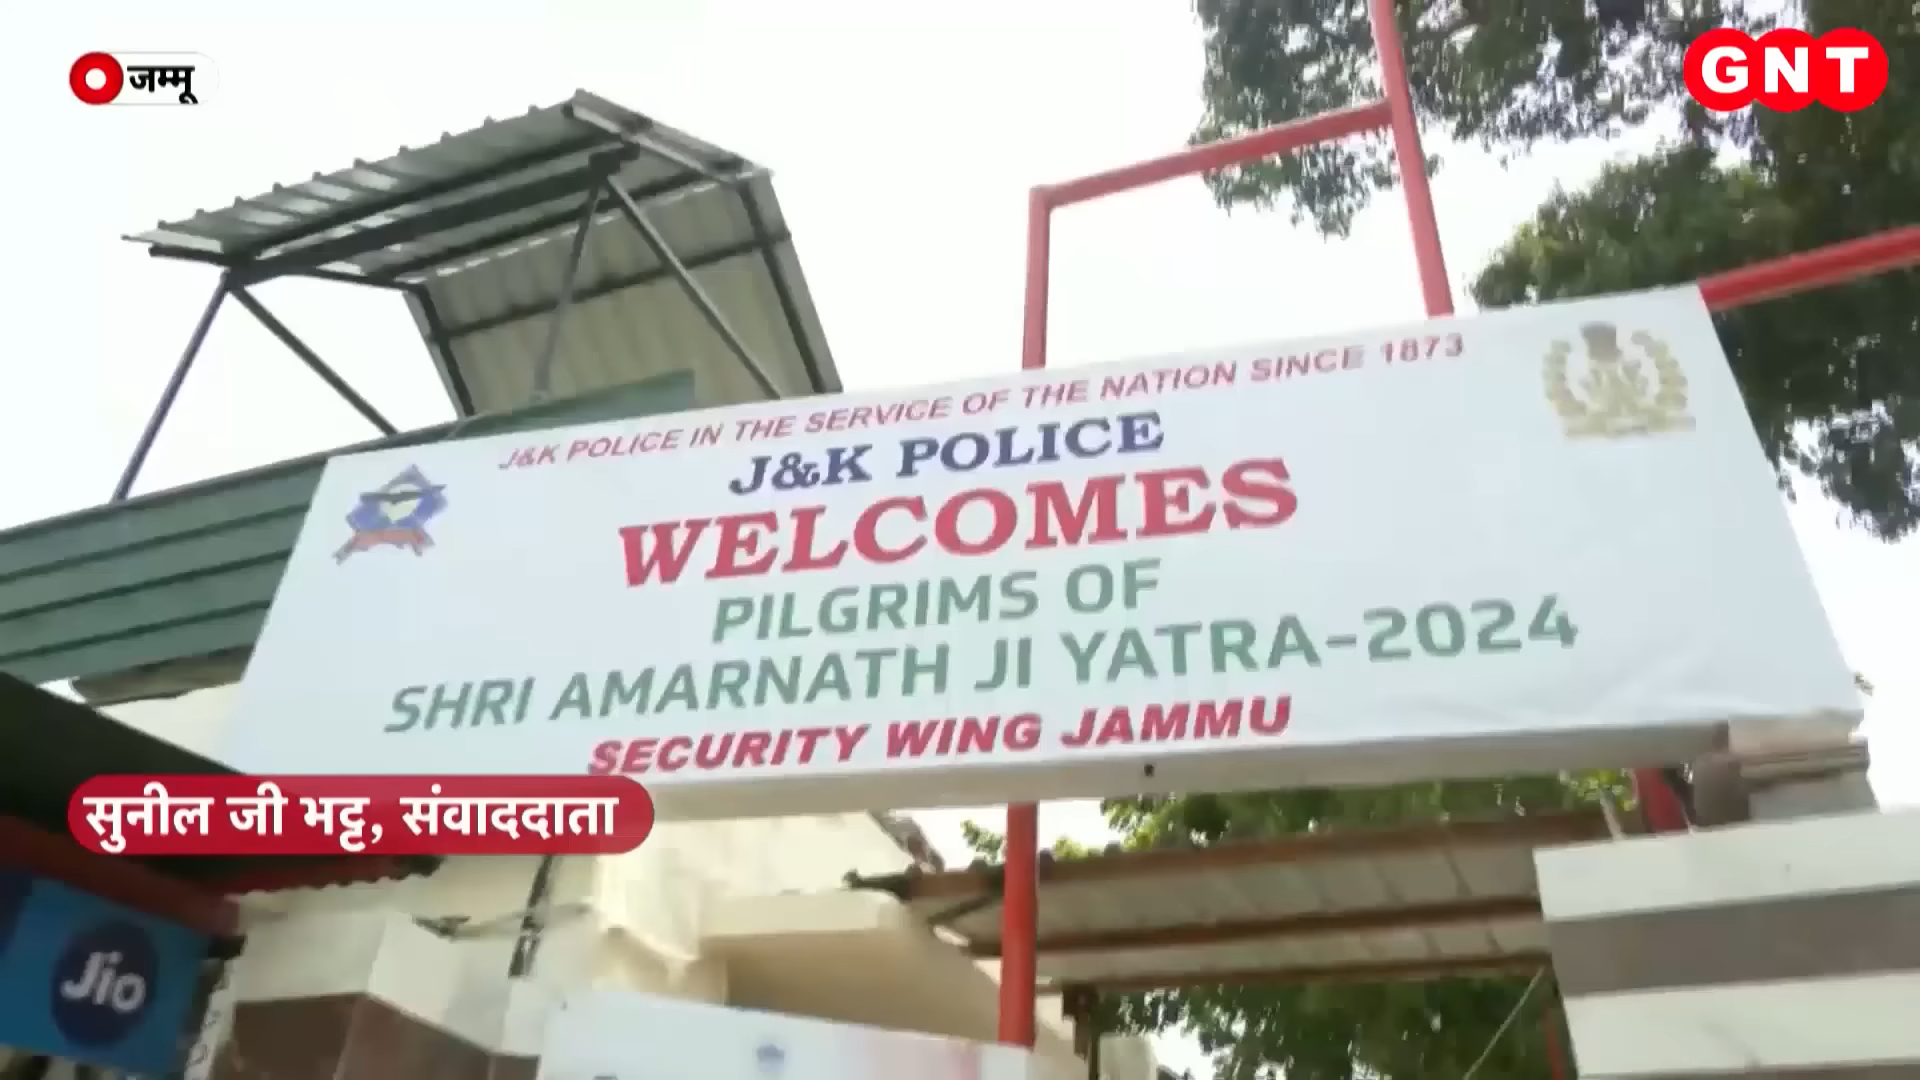 जम्मू
GNT
J&K POLICE IN THE SERVICE OF THE NATION SINCE 1873
J&K POLICE
WELCOMES
PILGRIMS OF
SHRI AMARNATH JI YATRA-2024
SECURITY WING JAMMU
सुनील जी भट्ट, संवाददाता
Jio